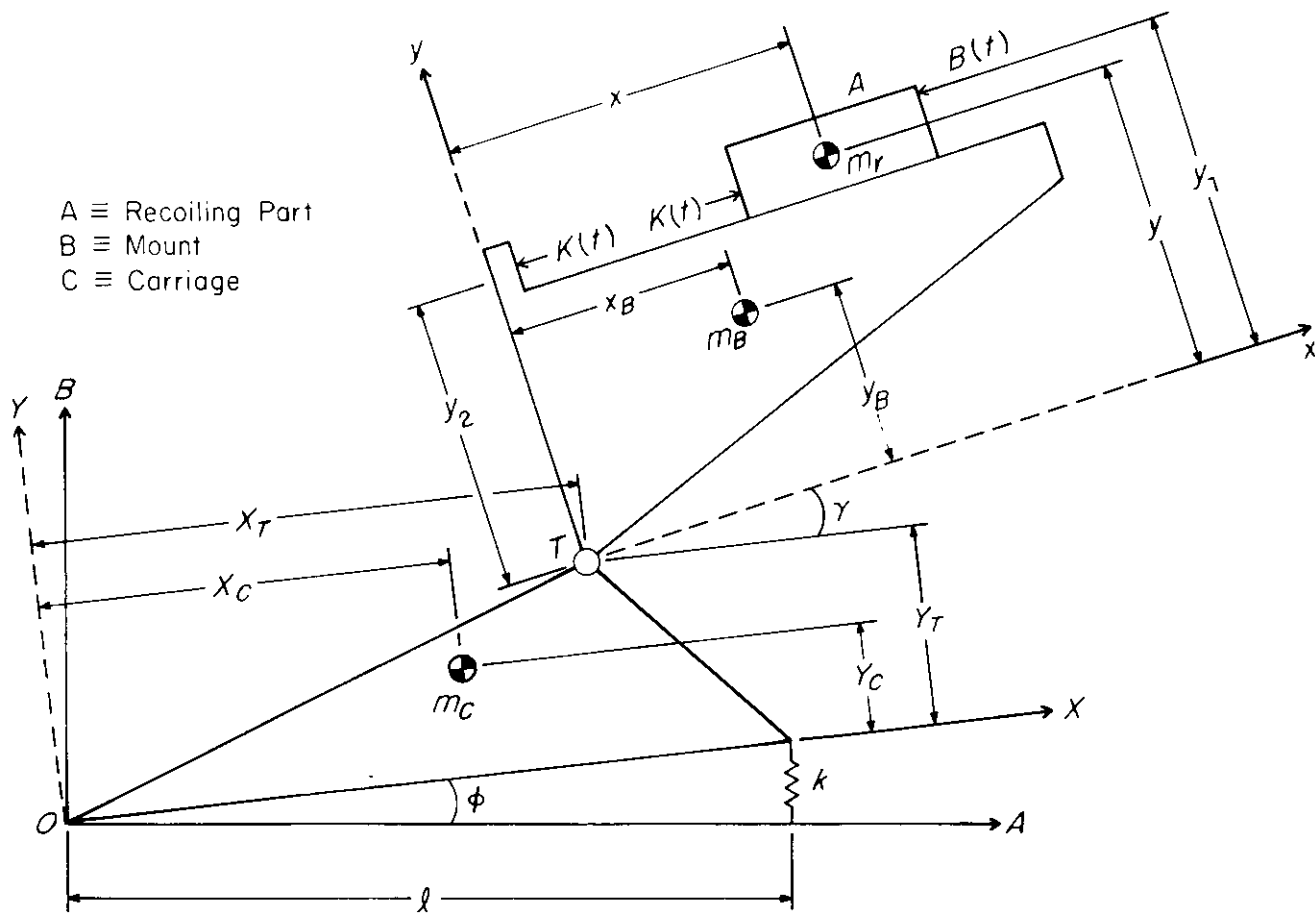 y
x
A
B(t)
m_r
K(t)
K(t)
y_1
y
A ≡ Recoiling Part
B ≡ Mount
C ≡ Carriage
x_B
m_B
y_B
y_2
x
Y
B
X_T
T
γ
X_C
Y_T
m_C
Y_C
X
k
ϕ
O
A
l